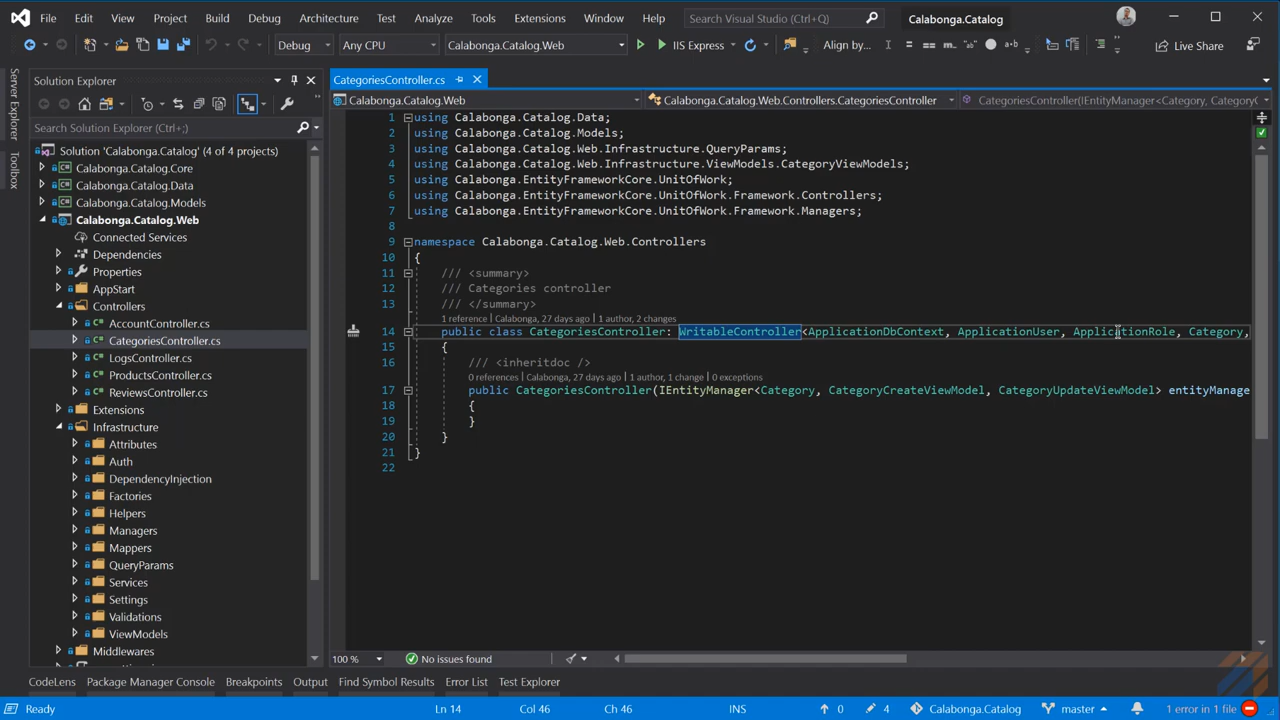 File Edit View Project Build Debug Architecture Test Analyze Tools Extensions Window Help Search Visual Studio (Ctrl+Q) Calabonga.Catalog
Debug Any CPU Calabonga.Catalog.Web IIS Express Align by... Live Share
Server Explorer
Toolbox
Solution Explorer
Search Solution Explorer (Ctrl+;)
Solution 'Calabonga.Catalog' (4 of 4 projects)
Calabonga.Catalog.Core
Calabonga.Catalog.Data
Calabonga.Catalog.Models
Calabonga.Catalog.Web
Connected Services
Dependencies
Properties
AppStart
Controllers
AccountController.cs
CategoriesController.cs
LogsController.cs
ProductsController.cs
ReviewsController.cs
Extensions
Infrastructure
Attributes
Auth
DependencyInjection
Factories
Helpers
Managers
Mappers
QueryParams
Services
Settings
Validations
ViewModels
Middlewares
CategoriesController.cs
Calabonga.Catalog.Web Calabonga.Catalog.Web.Controllers.CategoriesController CategoriesController(IEntityManager<Category, CategoryC
1 using Calabonga.Catalog.Data;
2 using Calabonga.Catalog.Models;
3 using Calabonga.Catalog.Web.Infrastructure.QueryParams;
4 using Calabonga.Catalog.Web.Infrastructure.ViewModels.CategoryViewModels;
5 using Calabonga.EntityFrameworkCore.UnitOfWork;
6 using Calabonga.EntityFrameworkCore.UnitOfWork.Framework.Controllers;
7 using Calabonga.EntityFrameworkCore.UnitOfWork.Framework.Managers;
8
9 namespace Calabonga.Catalog.Web.Controllers
10 {
11 /// <summary>
12 /// Categories controller
13 /// </summary>
1 reference | Calabonga, 27 days ago | 1 author, 2 changes
14 public class CategoriesController: WritableController<ApplicationDbContext, ApplicationUser, ApplicationRole, Category,
15 {
16 /// <inheritdoc />
0 references | Calabonga, 27 days ago | 1 author, 1 change | 0 exceptions
17 public CategoriesController(IEntityManager<Category, CategoryCreateViewModel, CategoryUpdateViewModel> entityManage
18 {
19 }
20 }
21 }
22
100 % No issues found
CodeLens Package Manager Console Breakpoints Output Find Symbol Results Error List Test Explorer
Ready Ln 14 Col 46 Ch 46 INS 0 4 Calabonga.Catalog master 1 error in 1 file